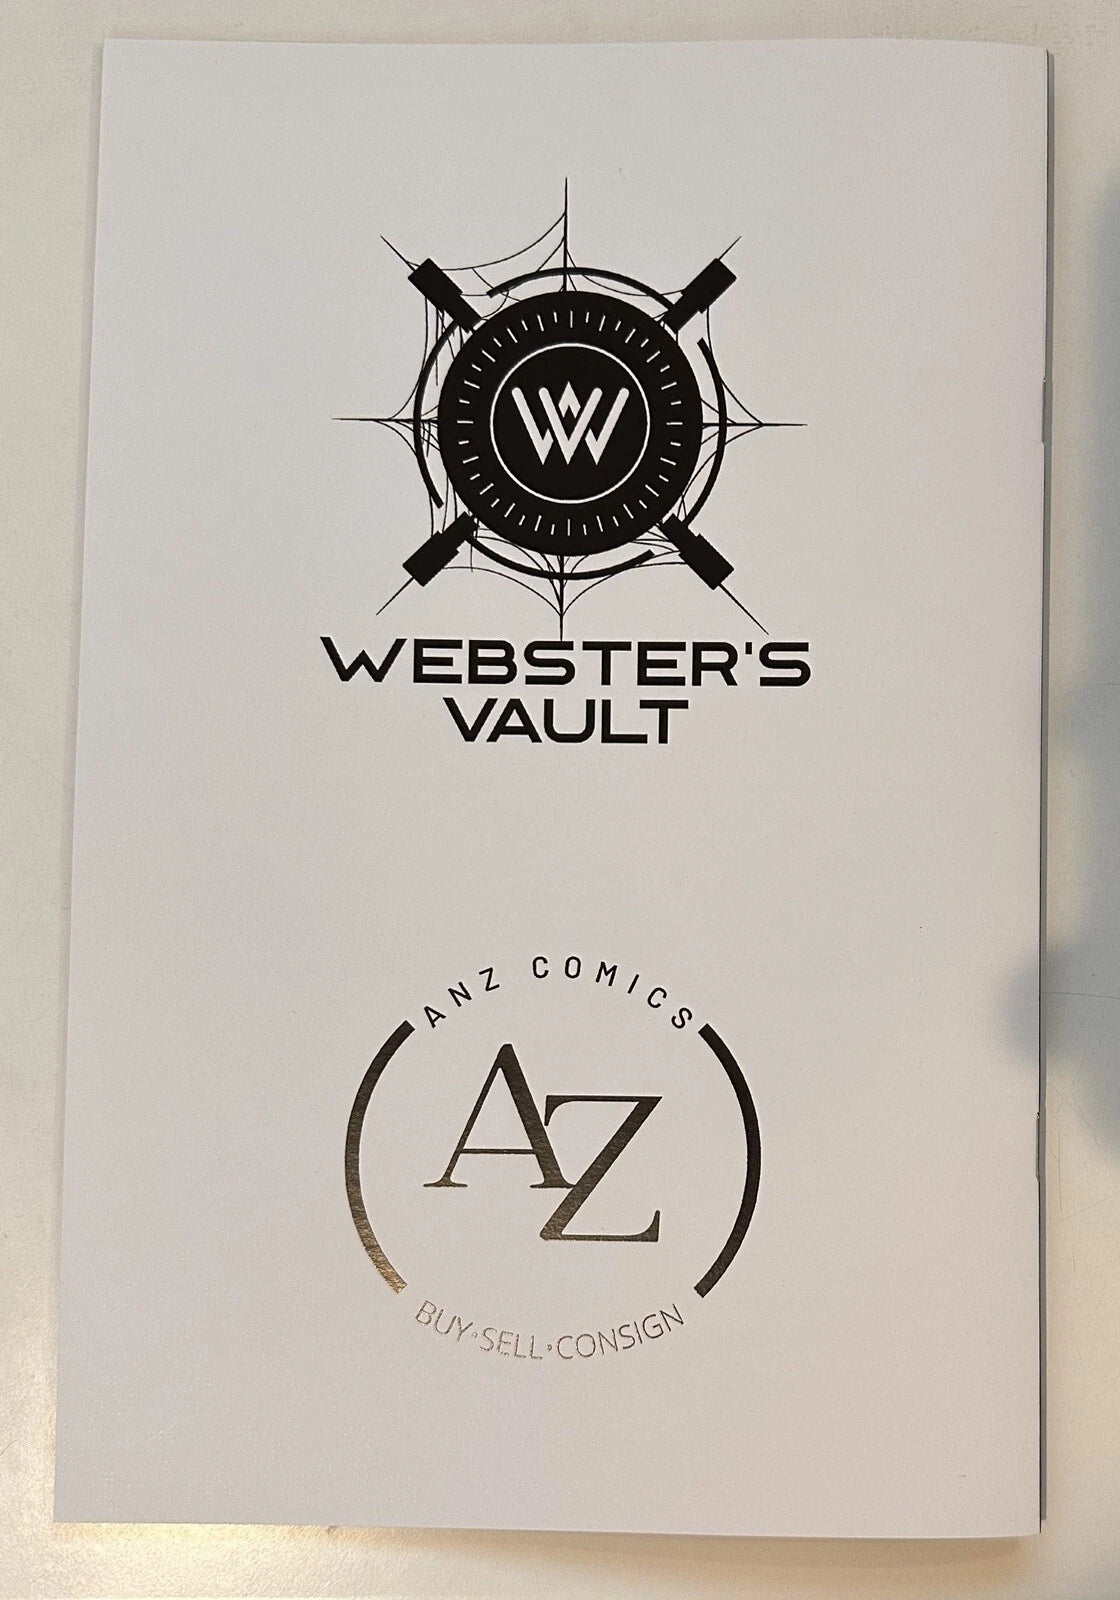 W
WEBSTER'S
VAULT
ANZ COMICS
AZ
BUY•SELL•CONSIGN